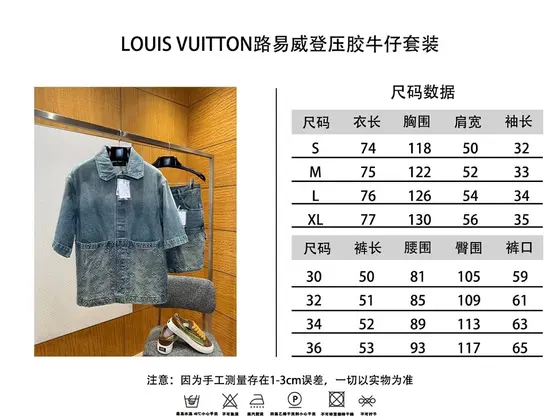 LOUIS VUITTON路易威登压胶牛仔套装
尺码数据
尺码 衣长 胸围 肩宽 袖长
S 74 118 50 32
M 75 122 52 33
L 76 126 54 34
XL 77 130 56 35
尺码 裤长 腰围 臀围 裤口
30 50 81 105 59
32 51 85 109 61
34 52 89 113 63
36 53 93 117 65
注意：因为手工测量存在1-3cm误差，一切以实物为准
不可氯漂